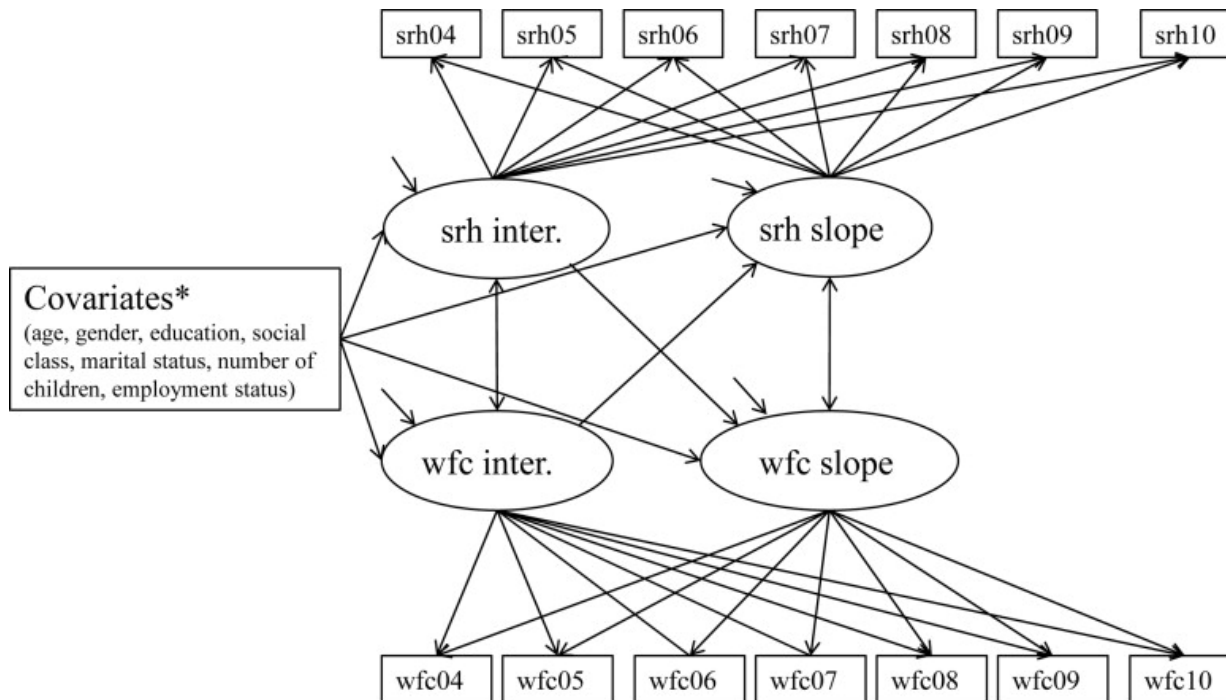 srh04 srh05 srh06 srh07 srh08 srh09 srh10
srh inter. srh slope
Covariates*
(age, gender, education, social
class, marital status, number of
children, employment status)
wfc inter. wfc slope
wfc04 wfc05 wfc06 wfc07 wfc08 wfc09 wfc10